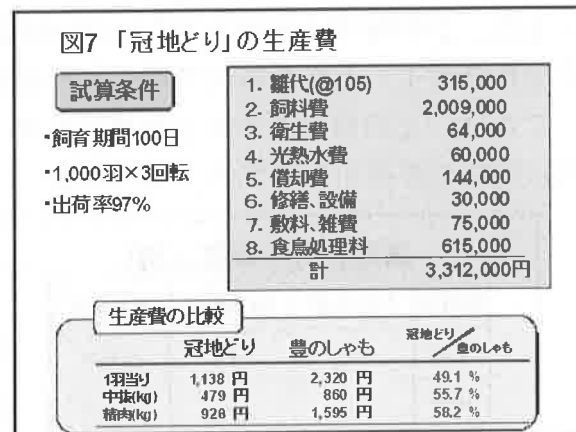 図7 「冠地どり」の生産費
試算条件
・飼育期間100日
・1,000羽×3回転
・出荷率97%
1. 雛代(@105) 315,000
2. 飼料費 2,009,000
3. 衛生費 64,000
4. 光熱水費 60,000
5. 償却費 144,000
6. 修繕、設備 30,000
7. 敷料、雑費 75,000
8. 食鳥処理料 615,000
計 3,312,000円
生産費の比較
冠地どり 豊のしゃも 冠地どり/豊のしゃも
1羽当り 1,138 円 2,320 円 49.1 %
中抜(kg) 479 円 860 円 55.7 %
精肉(kg) 928 円 1,595 円 58.2 %